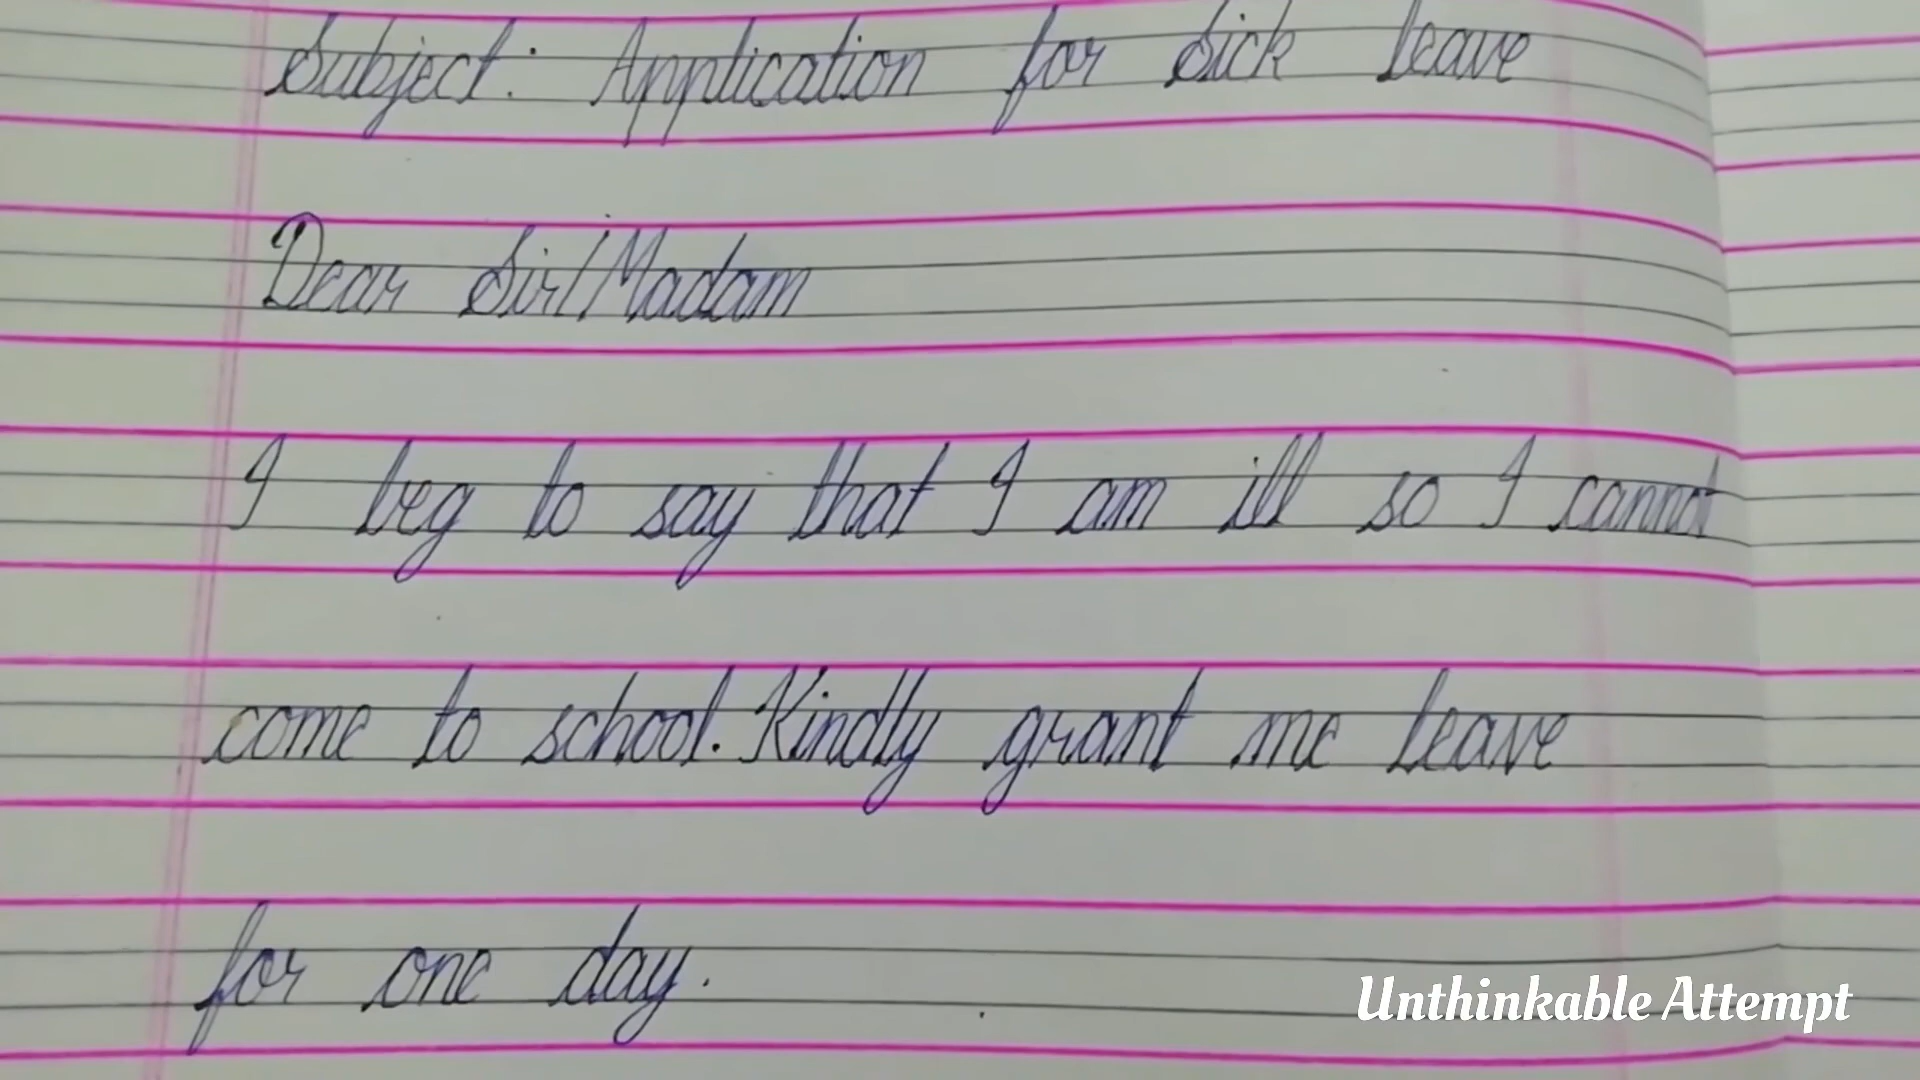 Subject: Application for Sick leave
Dear Sir/Madam
I beg to say that I am ill so I cannot
come to school. Kindly grant me leave
for one day.
Unthinkable Attempt